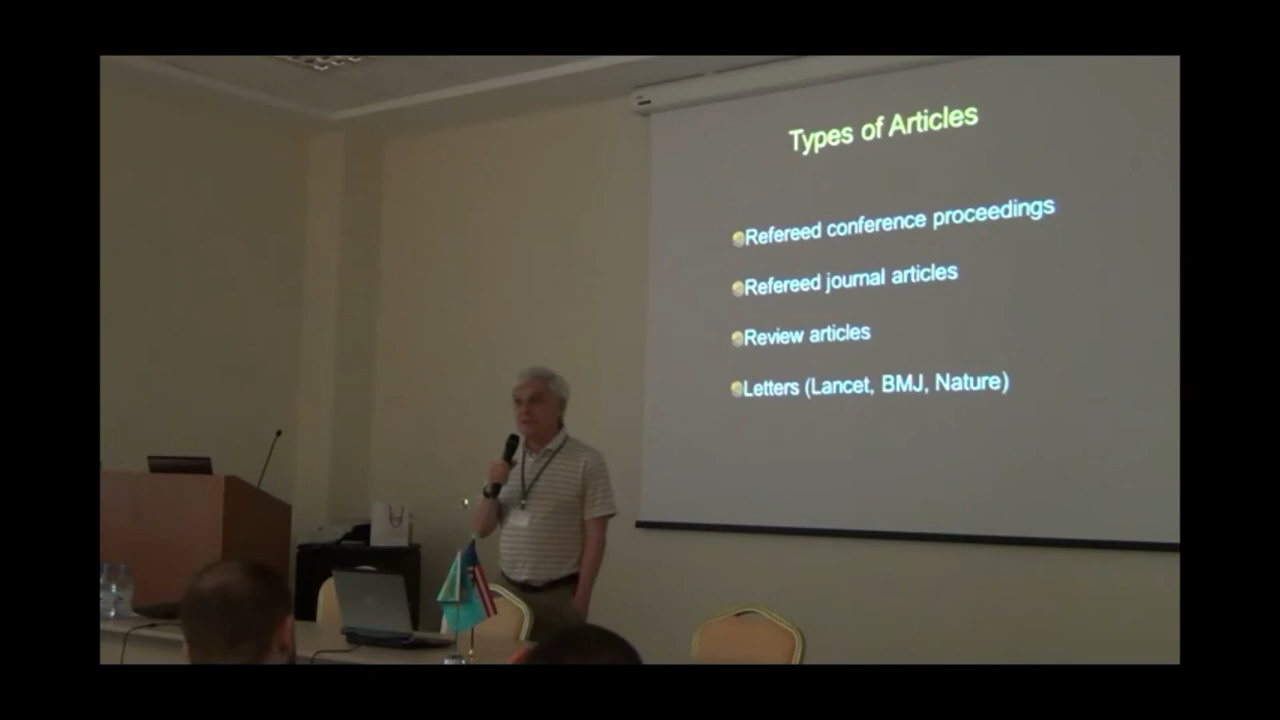 Types of Articles
Refereed conference proceedings
Refereed journal articles
Review articles
Letters (Lancet, BMJ, Nature)